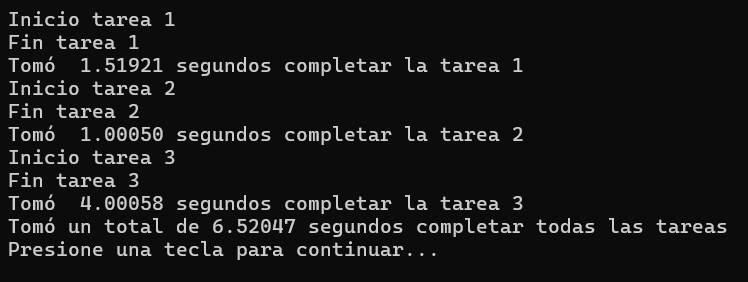 Inicio tarea 1
Fin tarea 1
Tomó  1.51921 segundos completar la tarea 1
Inicio tarea 2
Fin tarea 2
Tomó  1.00050 segundos completar la tarea 2
Inicio tarea 3
Fin tarea 3
Tomó  4.00058 segundos completar la tarea 3
Tomó un total de 6.52047 segundos completar todas las tareas
Presione una tecla para continuar...